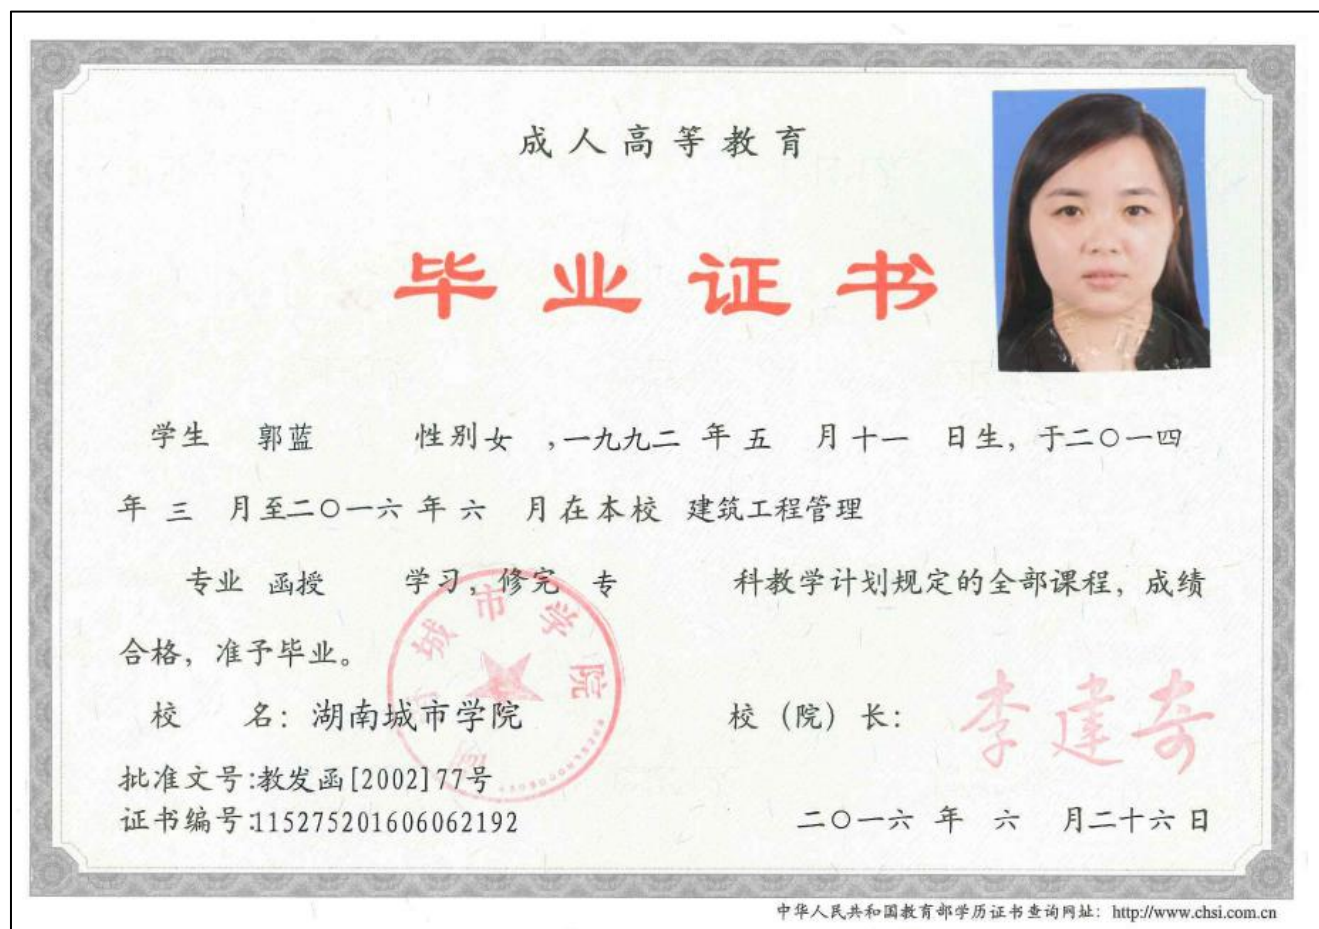 成人高等教育
毕业证书
学生 郭蓝 性别女 ,一九九二 年 五 月十一 日生，于二〇一四
年 三 月至二〇一六 年 六 月在本校 建筑工程管理
专业 函授 学习，修完 专 科教学计划规定的全部课程，成绩
合格，准予毕业。
校 名：湖南城市学院 校（院）长：李建奇
批准文号:教发函[2002]77号
证书编号:115275201606062192 二〇一六 年 六 月二十六日
城市学院
中华人民共和国教育部学历证书查询网址：http://www.chsi.com.cn